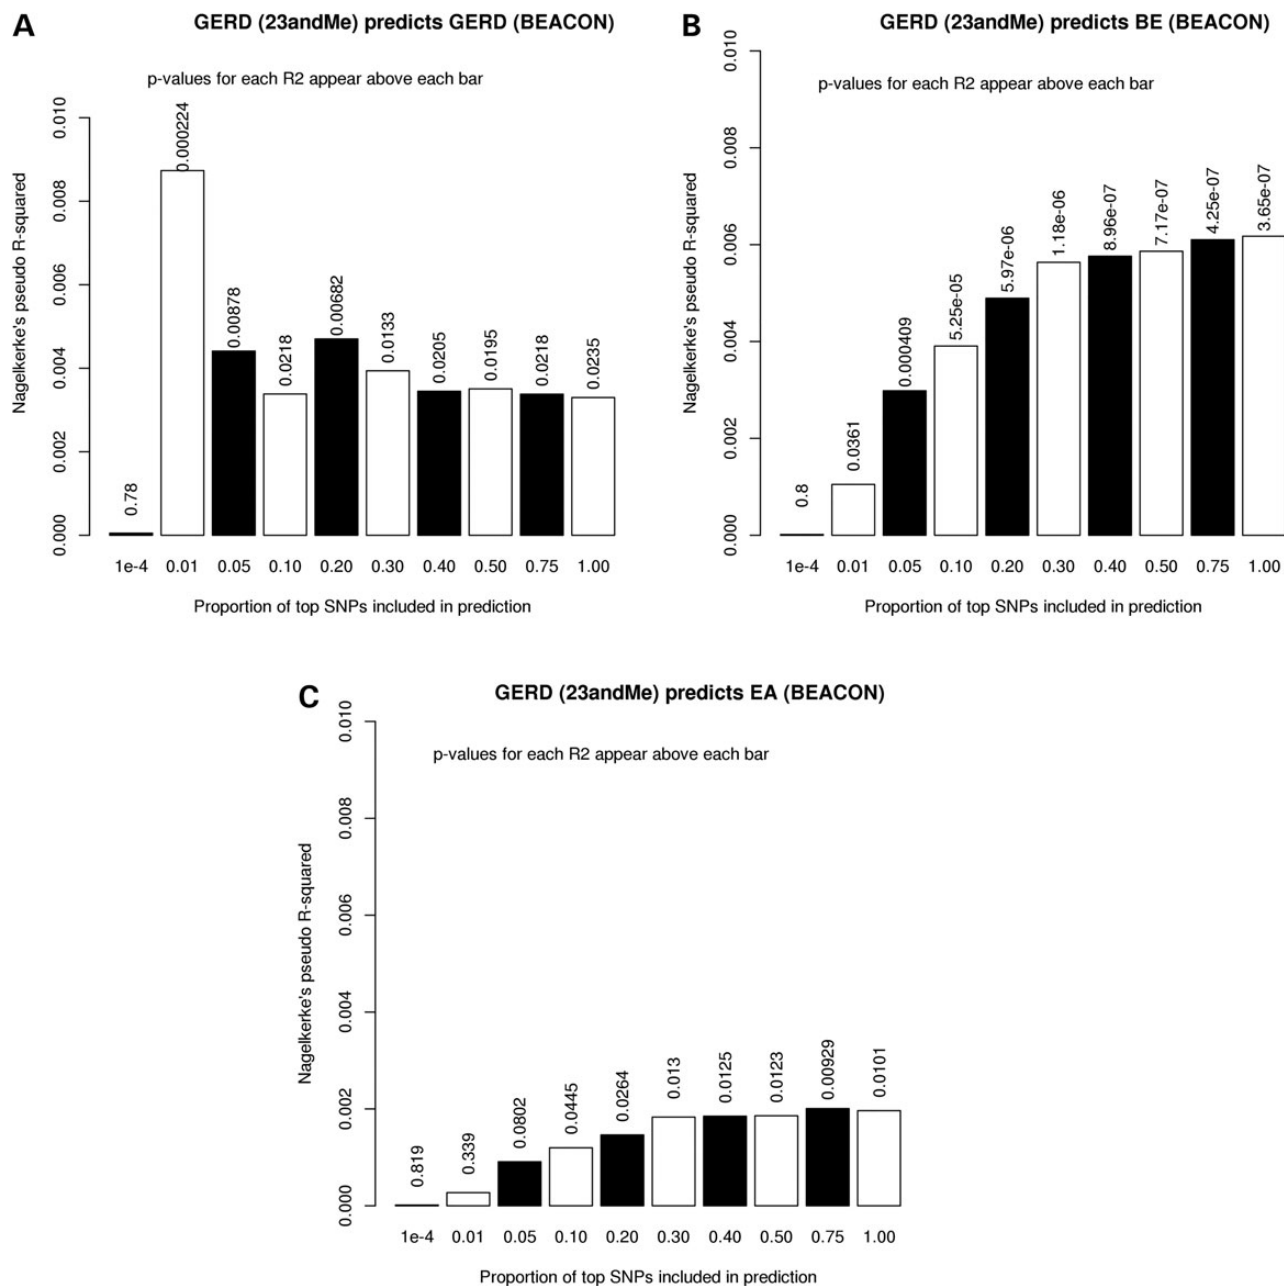 A
GERD (23andMe) predicts GERD (BEACON)
p-values for each R2 appear above each bar
Nagelkerke's pseudo R-squared
0.010
0.008
0.006
0.004
0.002
0.000
0.78
0.000224
0.00878
0.0218
0.00682
0.0133
0.0205
0.0195
0.0218
0.0235
1e-4 0.01 0.05 0.10 0.20 0.30 0.40 0.50 0.75 1.00
Proportion of top SNPs included in prediction
B
GERD (23andMe) predicts BE (BEACON)
p-values for each R2 appear above each bar
Nagelkerke's pseudo R-squared
0.010
0.008
0.006
0.004
0.002
0.000
0.8
0.0361
0.000409
5.25e-05
5.97e-06
1.18e-06
8.96e-07
7.17e-07
4.25e-07
3.65e-07
1e-4 0.01 0.05 0.10 0.20 0.30 0.40 0.50 0.75 1.00
Proportion of top SNPs included in prediction
C
GERD (23andMe) predicts EA (BEACON)
p-values for each R2 appear above each bar
Nagelkerke's pseudo R-squared
0.010
0.008
0.006
0.004
0.002
0.000
0.819
0.339
0.0802
0.0445
0.0264
0.013
0.0125
0.0123
0.00929
0.0101
1e-4 0.01 0.05 0.10 0.20 0.30 0.40 0.50 0.75 1.00
Proportion of top SNPs included in prediction